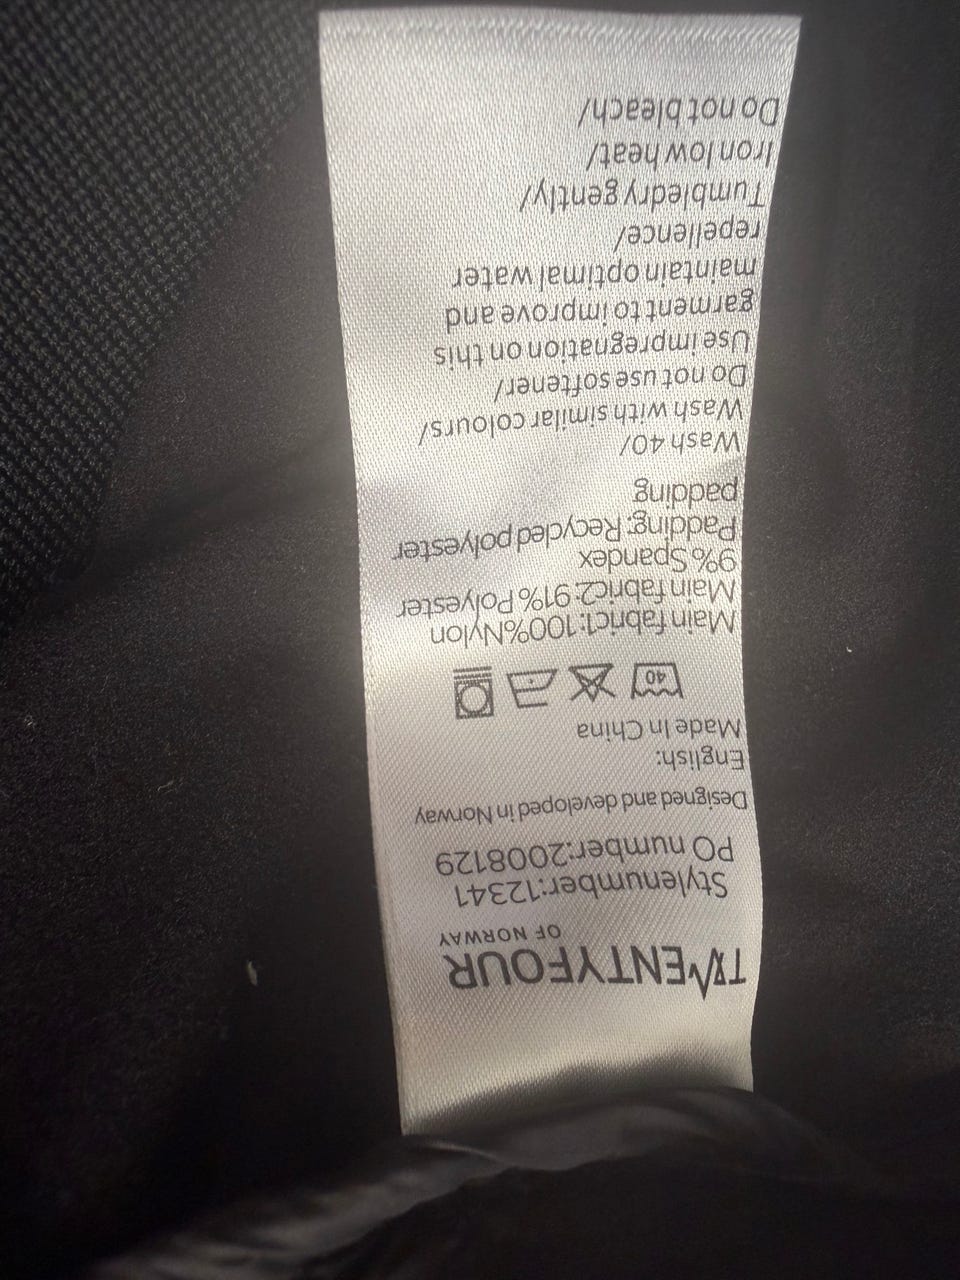 TWENTYFOUR
OF NORWAY
Stylenumber:12341
PO number:2008129
Designed and developed in Norway
English:
Made In China
40
Main fabric1:100%Nylon
Main fabric2:91% Polyester
9% Spandex
Padding: Recycled polyester
padding
Wash 40/
Wash with similar colours/
Do not use softener/
Use impregnation on this
garment to improve and
maintain optimal water
repellence/
Tumbledry gently/
Iron low heat/
Do not bleach/